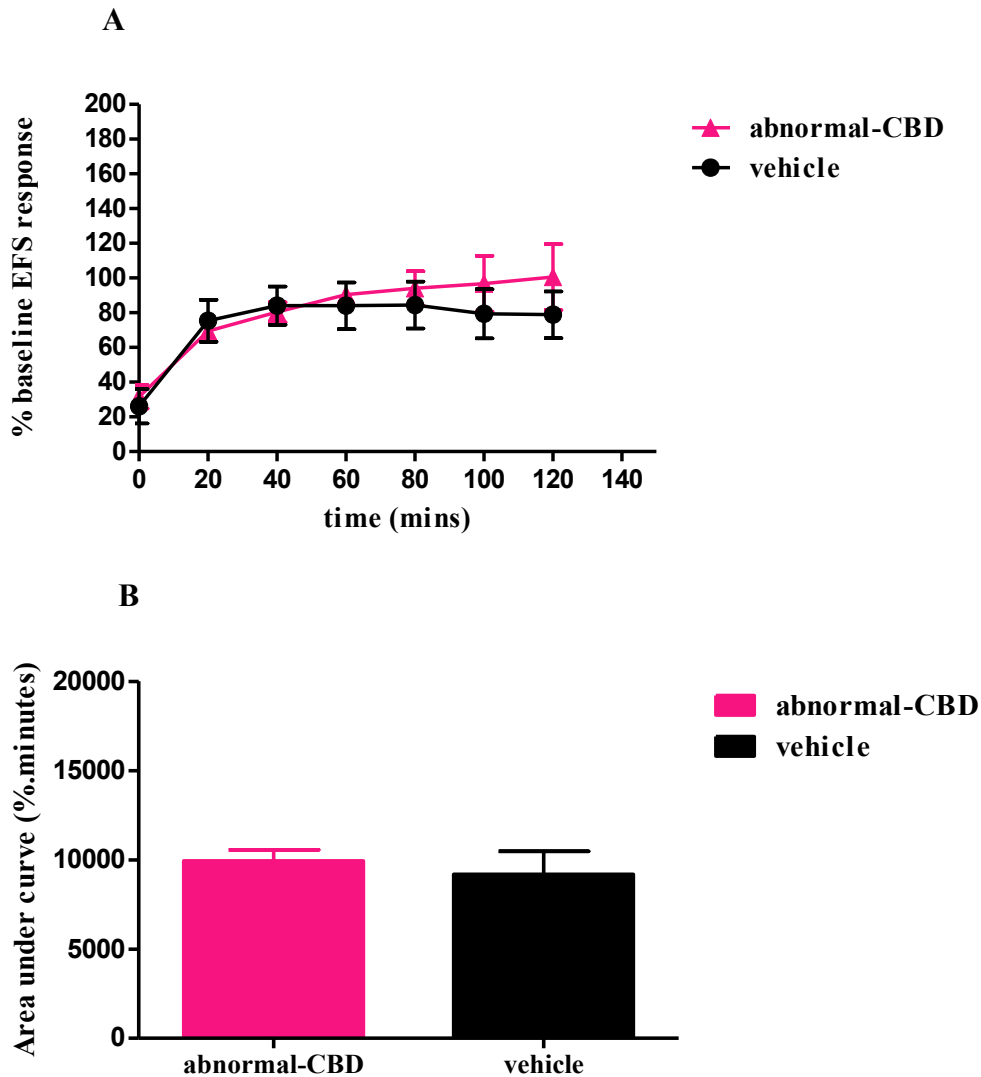 A
% baseline EFS response
200
180
160
140
120
100
80
60
40
20
0
0 20 40 60 80 100 120 140
time (mins)
abnormal-CBD
vehicle
B
Area under curve (%.minutes)
20000
15000
10000
5000
0
abnormal-CBD vehicle
abnormal-CBD
vehicle